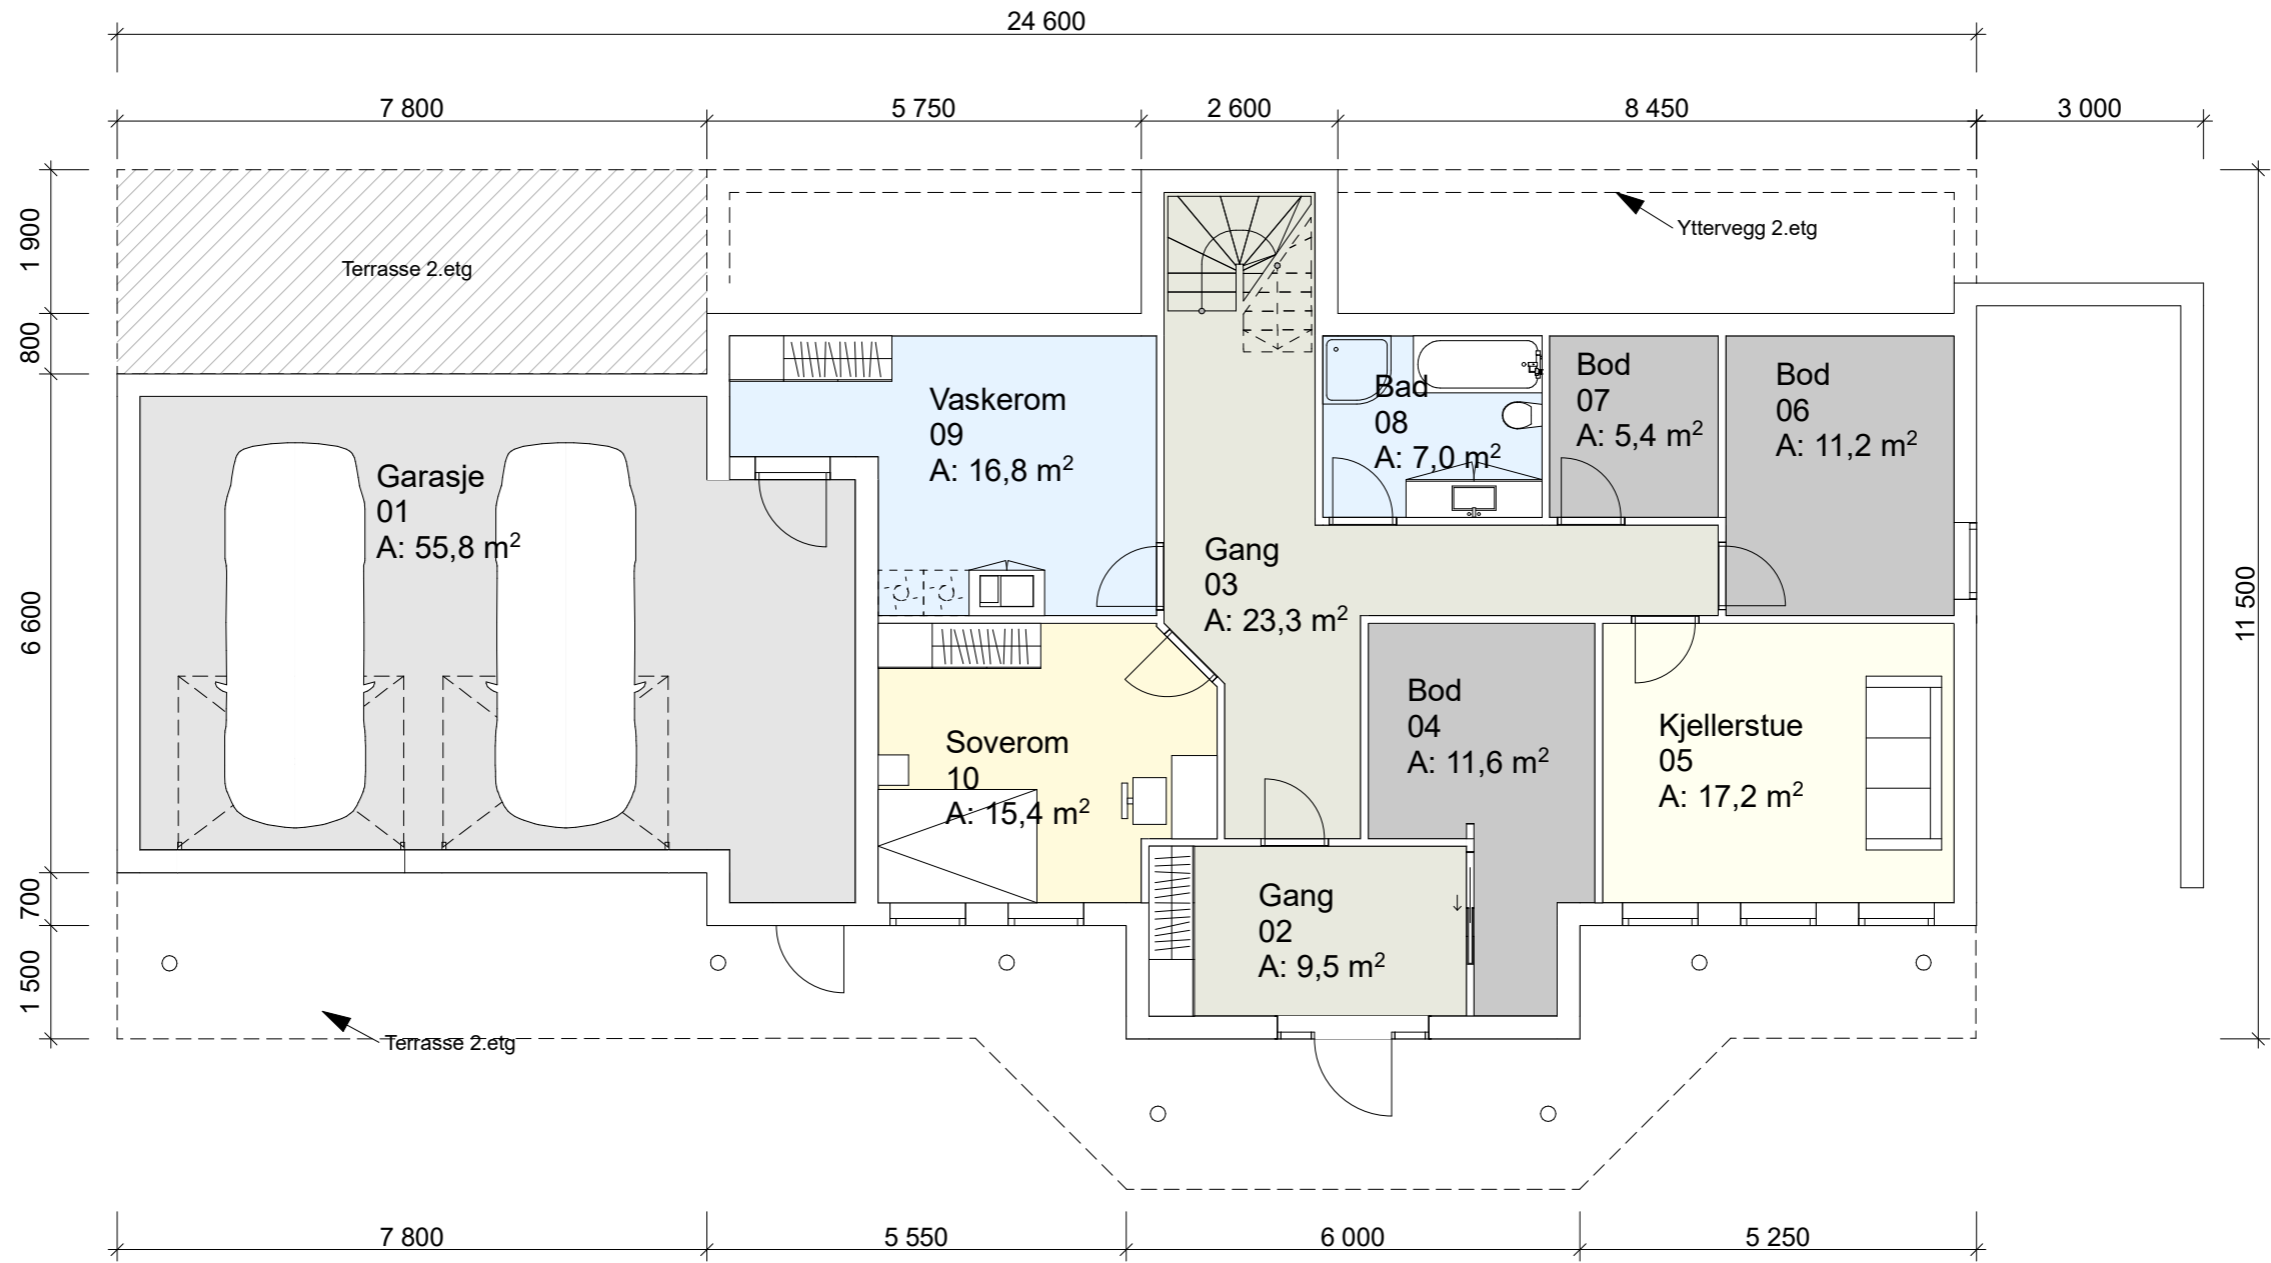 24 600
7 800
5 750
2 600
8 450
3 000
1 900
800
6 600
700
1 500
11 500
Terrasse 2.etg
Yttervegg 2.etg
Garasje
01
A: 55,8 m²
Vaskerom
09
A: 16,8 m²
Bad
08
A: 7,0 m²
Bod
07
A: 5,4 m²
Bod
06
A: 11,2 m²
Gang
03
A: 23,3 m²
Soverom
10
A: 15,4 m²
Bod
04
A: 11,6 m²
Kjellerstue
05
A: 17,2 m²
Gang
02
A: 9,5 m²
Terrasse 2.etg
7 800
5 550
6 000
5 250